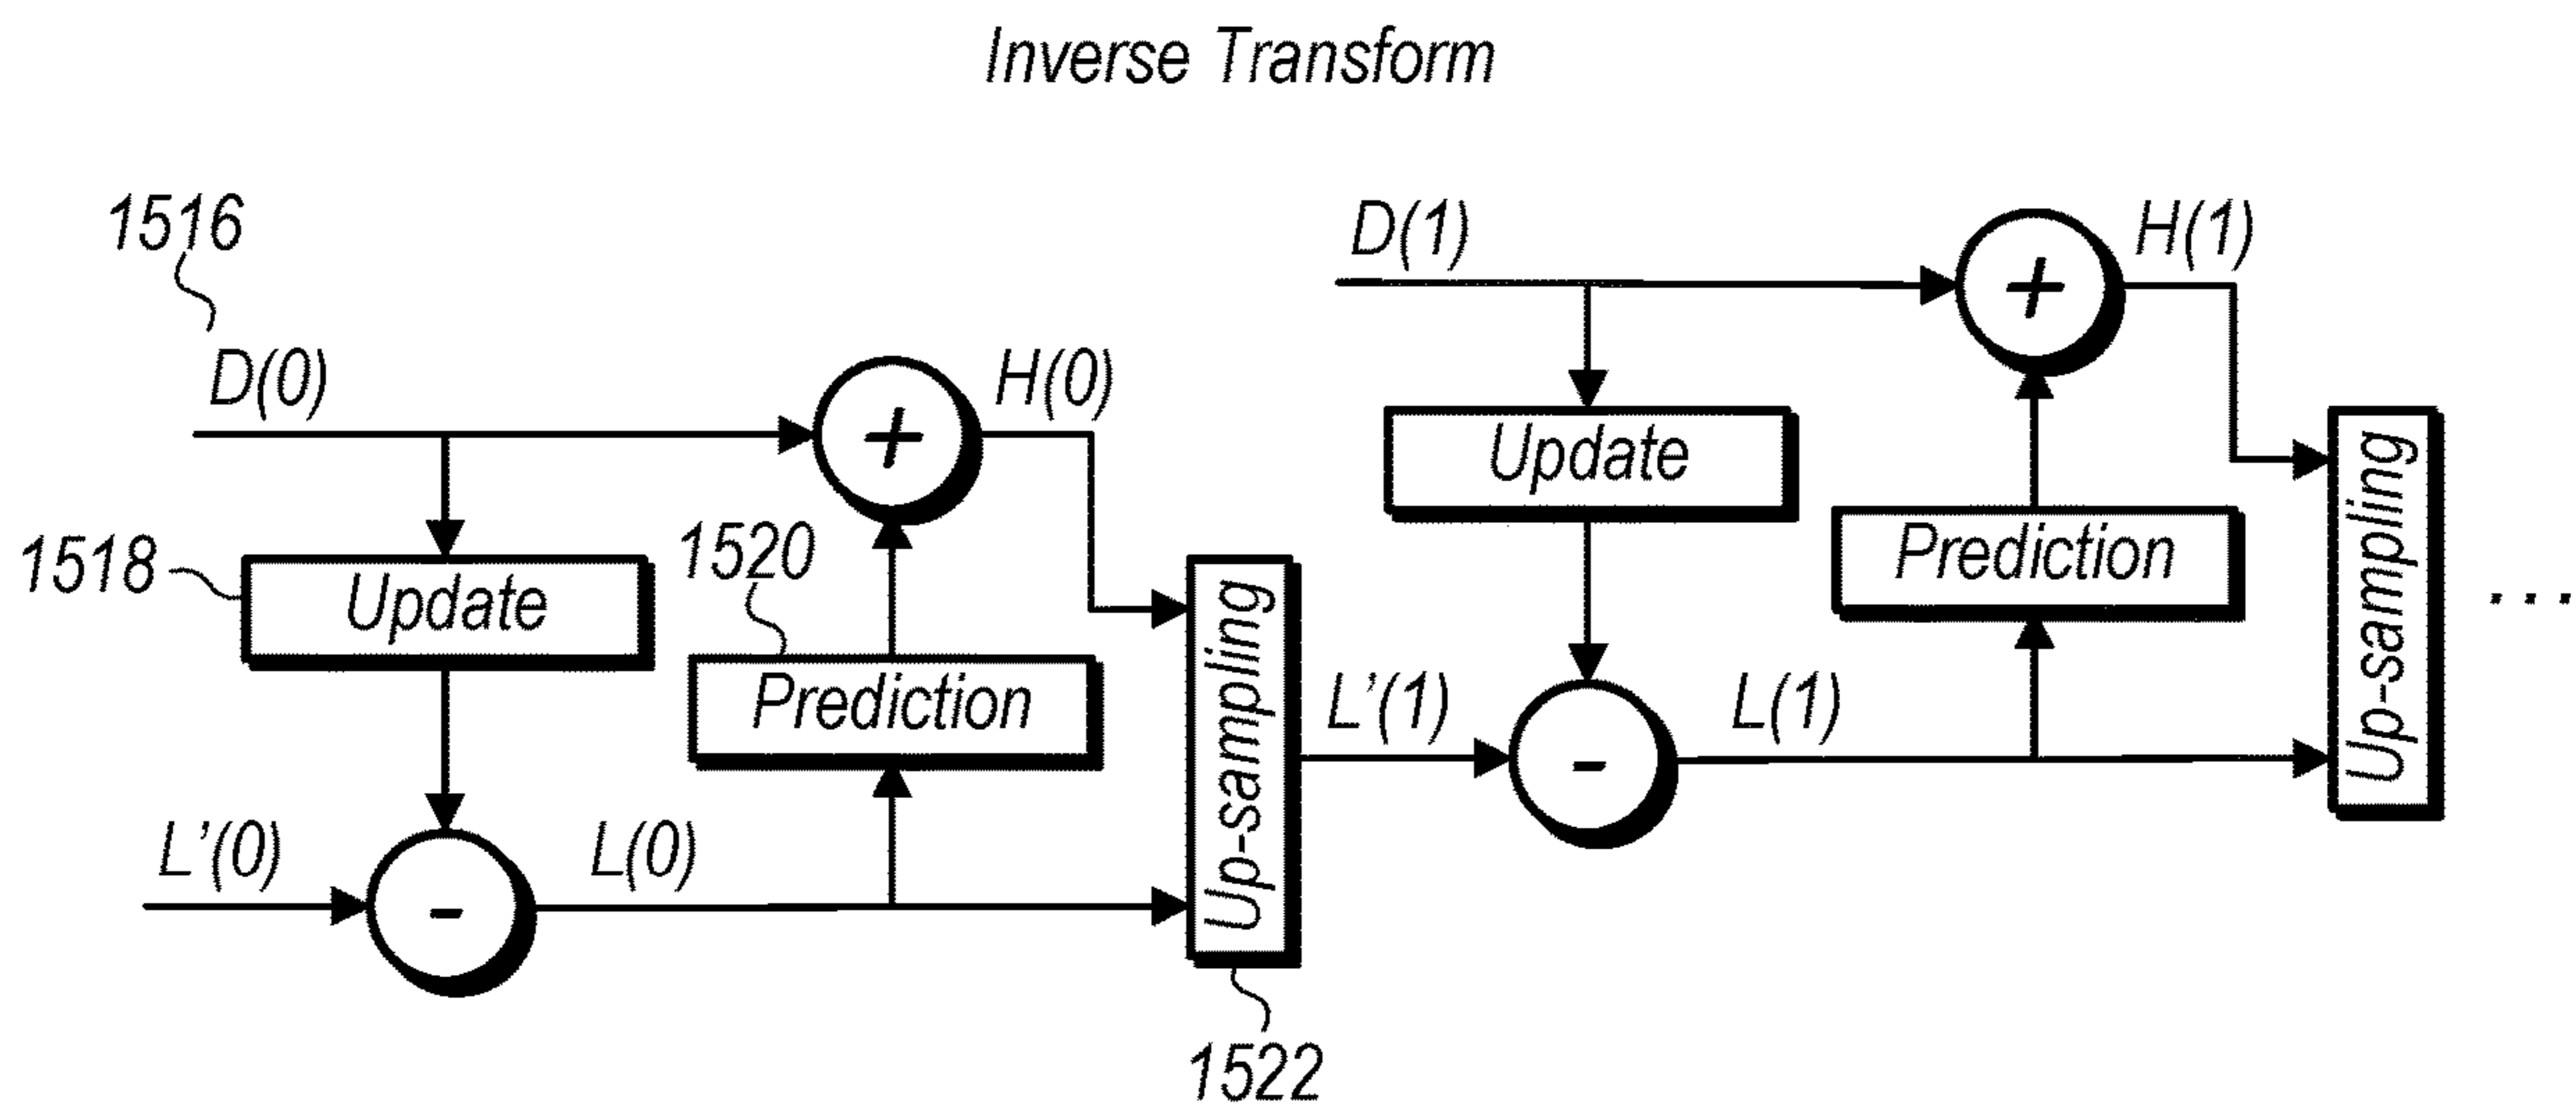 Inverse Transform
1516
D(0)
H(0)
1518
Update
1520
Prediction
L'(0)
-
L(0)
+
Up-sampling
1522
D(1)
H(1)
+
Update
Prediction
L'(1)
-
L(1)
Up-sampling
...